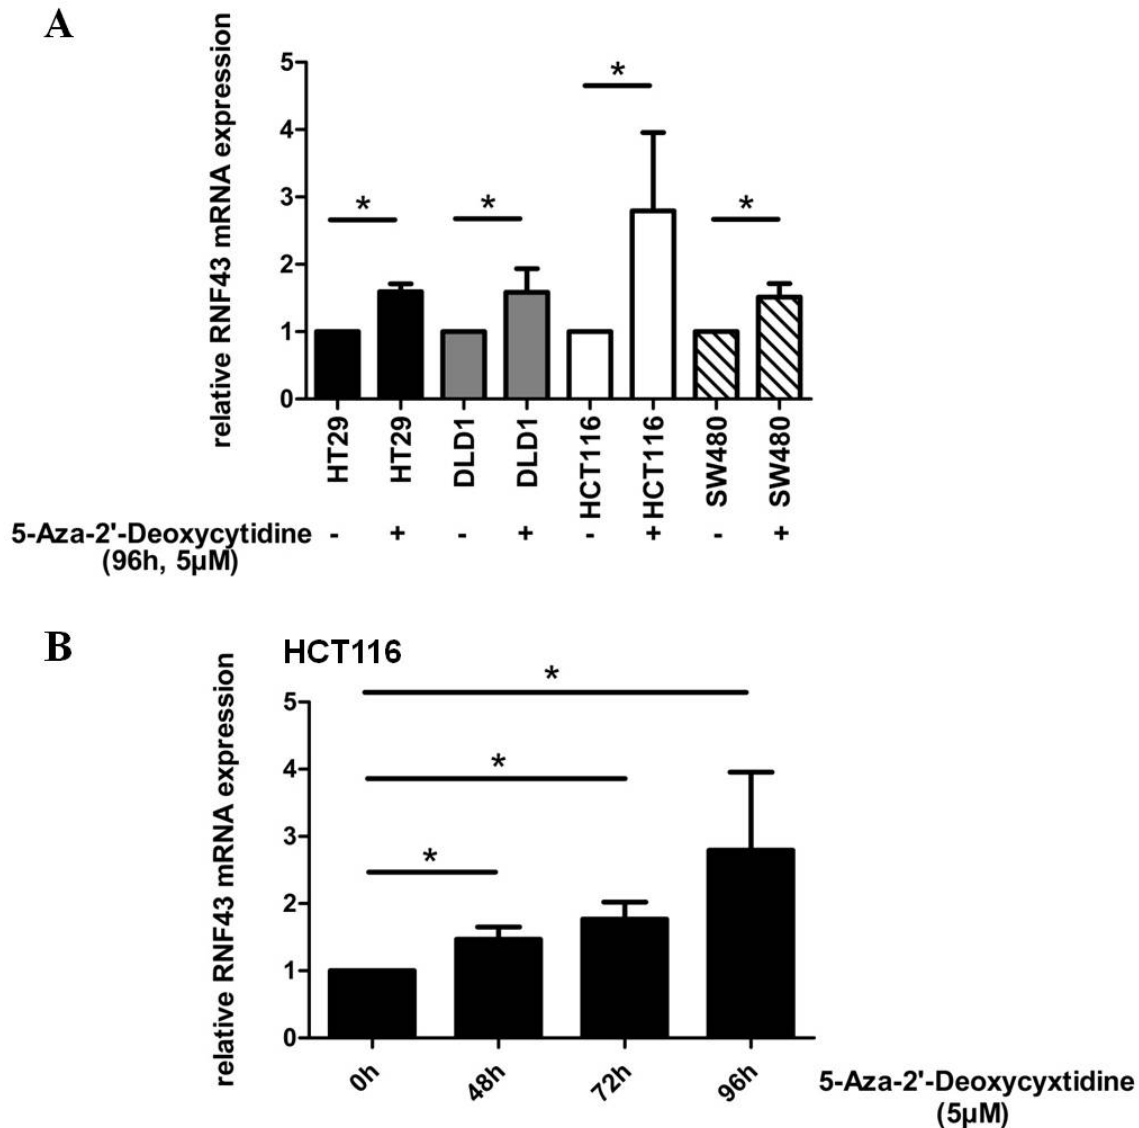 A
relative RNF43 mRNA expression
5
4
3
2
1
0
*
*
*
*
HT29
HT29
DLD1
DLD1
HCT116
HCT116
SW480
SW480
5-Aza-2'-Deoxycytidine - + - + - + - +
(96h, 5µM)
B
HCT116
relative RNF43 mRNA expression
5
4
3
2
1
0
*
*
*
0h
48h
72h
96h
5-Aza-2'-Deoxycyxtidine
(5µM)